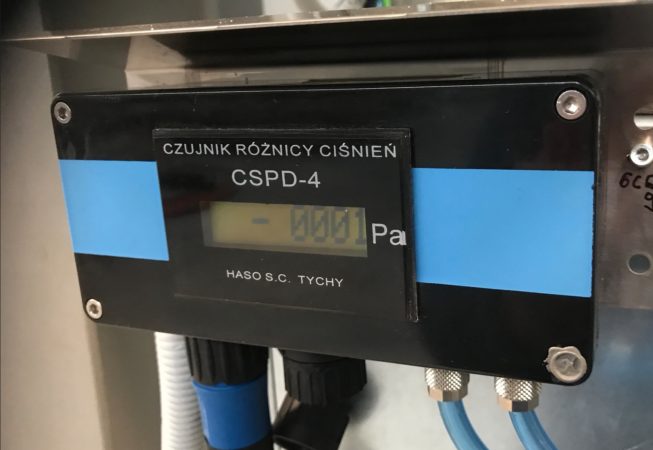 CZUJNIK RÓŻNICY CIŚNIEŃ
CSPD-4
- 0001 Pa
HASO S.C. TYCHY